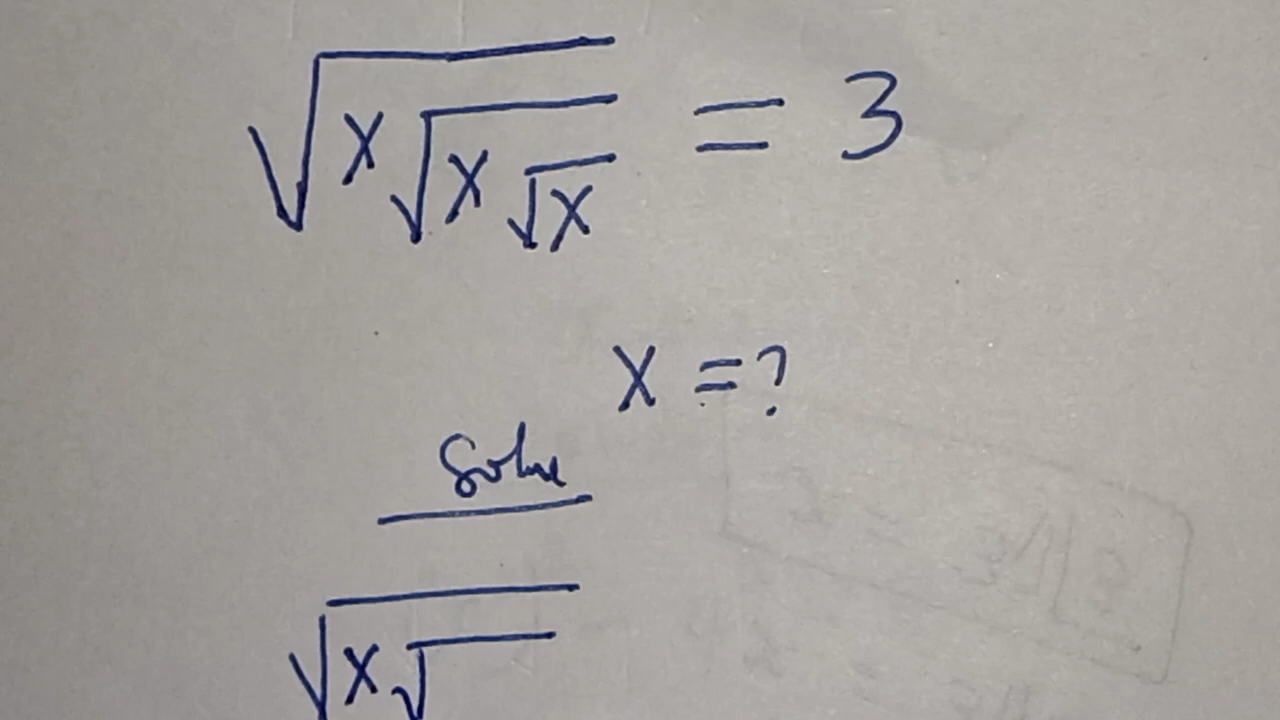 √x√x√x = 3
x = ?
Solve
√x√